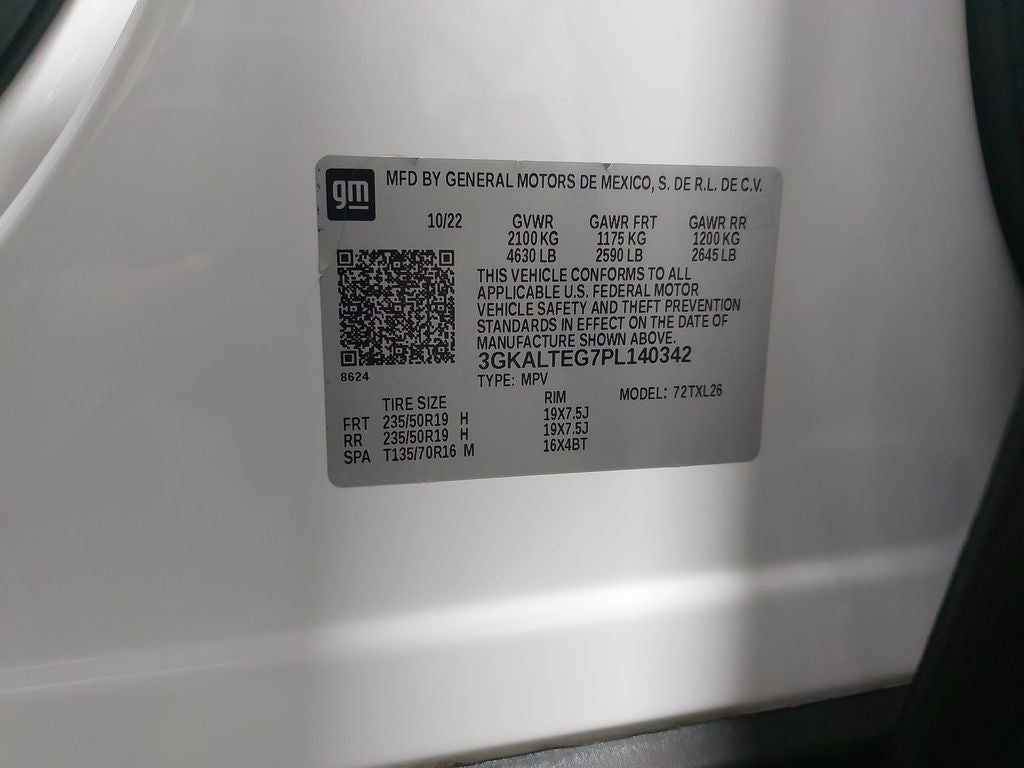 gm
MFD BY GENERAL MOTORS DE MEXICO, S. DE R.L. DE C.V.
10/22 GVWR GAWR FRT GAWR RR
2100 KG 1175 KG 1200 KG
4630 LB 2590 LB 2645 LB
THIS VEHICLE CONFORMS TO ALL
APPLICABLE U.S. FEDERAL MOTOR
VEHICLE SAFETY AND THEFT PREVENTION
STANDARDS IN EFFECT ON THE DATE OF
MANUFACTURE SHOWN ABOVE.
8624
3GKALTEG7PL140342
TYPE: MPV MODEL: 72TXL26
TIRE SIZE RIM
FRT 235/50R19 H 19X7.5J
RR 235/50R19 H 19X7.5J
SPA T135/70R16 M 16X4BT